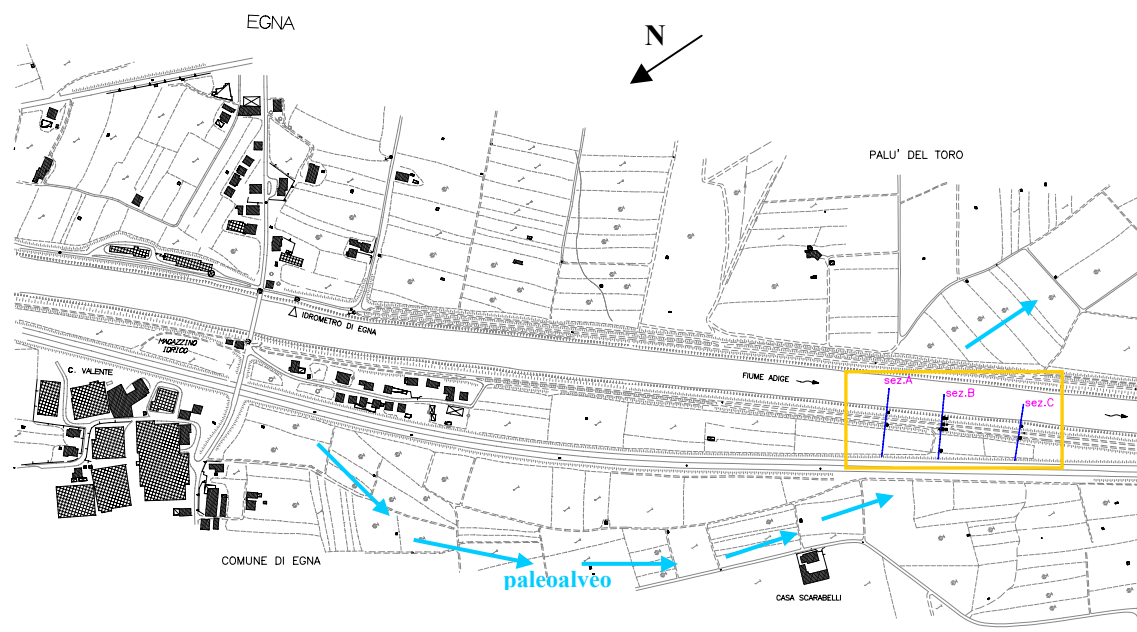 EGNA
N
PALU' DEL TORO
IDROMETRO DI EGNA
MAGAZZINO
IDRICO
C. VALENTE
FIUME ADIGE
sez.A
sez.B
sez.C
COMUNE DI EGNA
paleoalveo
CASA SCARABELLI